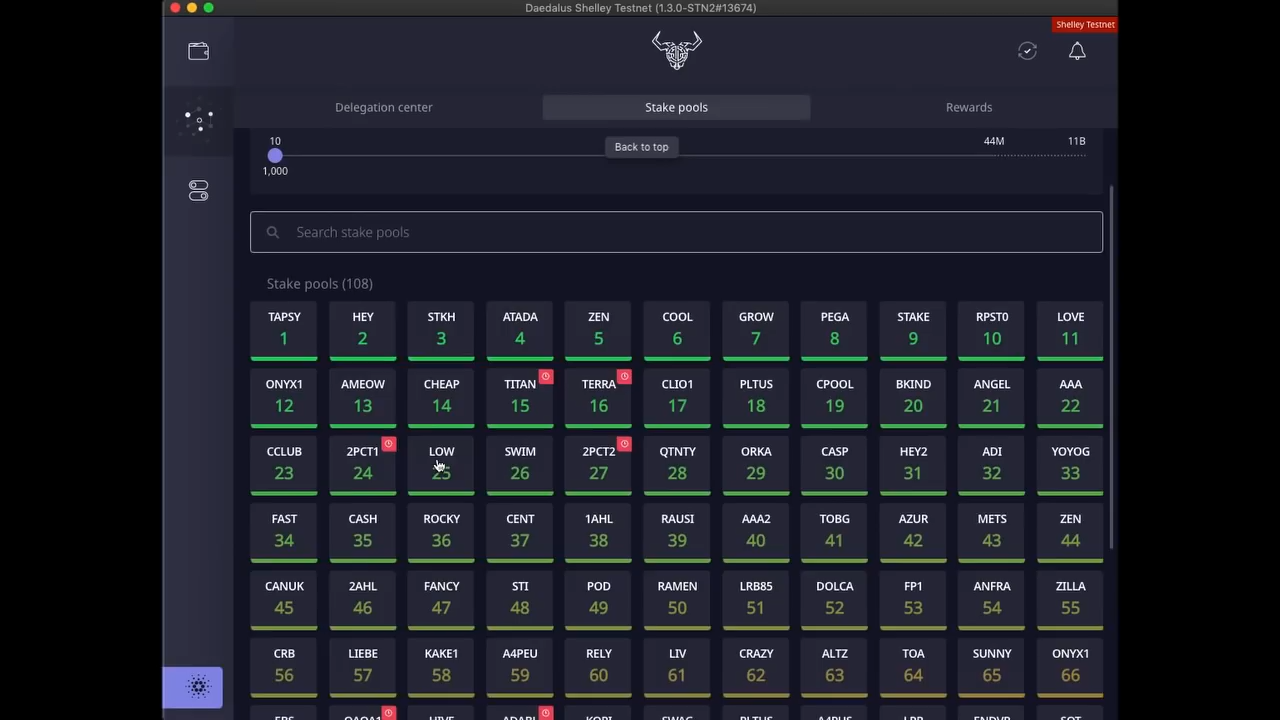 Daedalus Shelley Testnet (1.3.0-STN2#13674)
Shelley Testnet
Delegation center Stake pools Rewards
10 44M 11B
Back to top
1,000
Search stake pools
Stake pools (108)
TAPSY HEY STKH ATADA ZEN COOL GROW PEGA STAKE RPST0 LOVE
1 2 3 4 5 6 7 8 9 10 11
ONYX1 AMEOW CHEAP TITAN TERRA CLIO1 PLTUS CPOOL BKIND ANGEL AAA
12 13 14 15 16 17 18 19 20 21 22
CCLUB 2PCT1 LOW SWIM 2PCT2 QTNTY ORKA CASP HEY2 ADI YOYOG
23 24 25 26 27 28 29 30 31 32 33
FAST CASH ROCKY CENT 1AHL RAUSI AAA2 TOBG AZUR METS ZEN
34 35 36 37 38 39 40 41 42 43 44
CANUK 2AHL FANCY STI POD RAMEN LRB85 DOLCA FP1 ANFRA ZILLA
45 46 47 48 49 50 51 52 53 54 55
CRB LIEBE KAKE1 A4PEU RELY LIV CRAZY ALTZ TOA SUNNY ONYX1
56 57 58 59 60 61 62 63 64 65 66